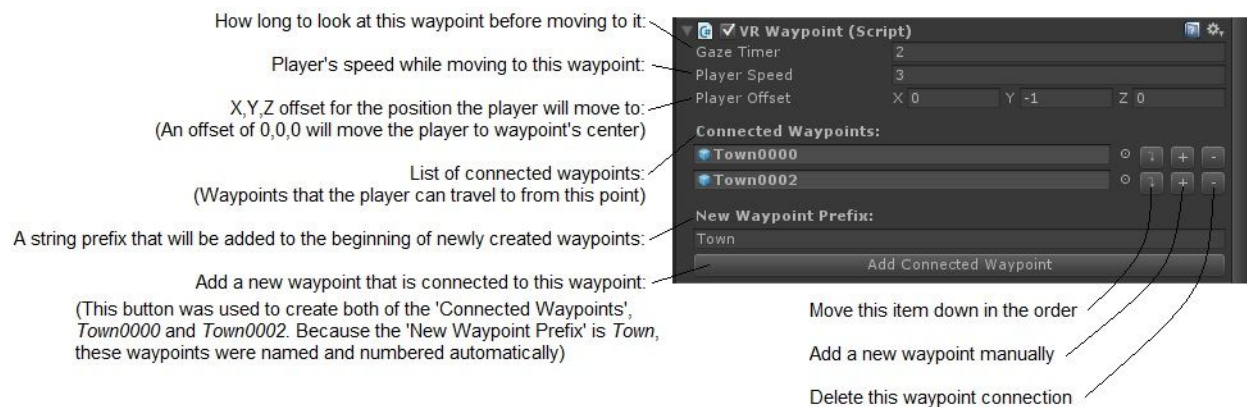 How long to look at this waypoint before moving to it:
Player's speed while moving to this waypoint:
X,Y,Z offset for the position the player will move to:
(An offset of 0,0,0 will move the player to waypoint's center)
List of connected waypoints:
(Waypoints that the player can travel to from this point)
A string prefix that will be added to the beginning of newly created waypoints:
Add a new waypoint that is connected to this waypoint:
(This button was used to create both of the 'Connected Waypoints',
Town0000 and Town0002. Because the 'New Waypoint Prefix' is Town,
these waypoints were named and numbered automatically)
VR Waypoint (Script)
Gaze Timer 2
Player Speed 3
Player Offset X 0 Y -1 Z 0
Connected Waypoints:
Town0000 + -
Town0002 + -
New Waypoint Prefix:
Town
Add Connected Waypoint
Move this item down in the order
Add a new waypoint manually
Delete this waypoint connection